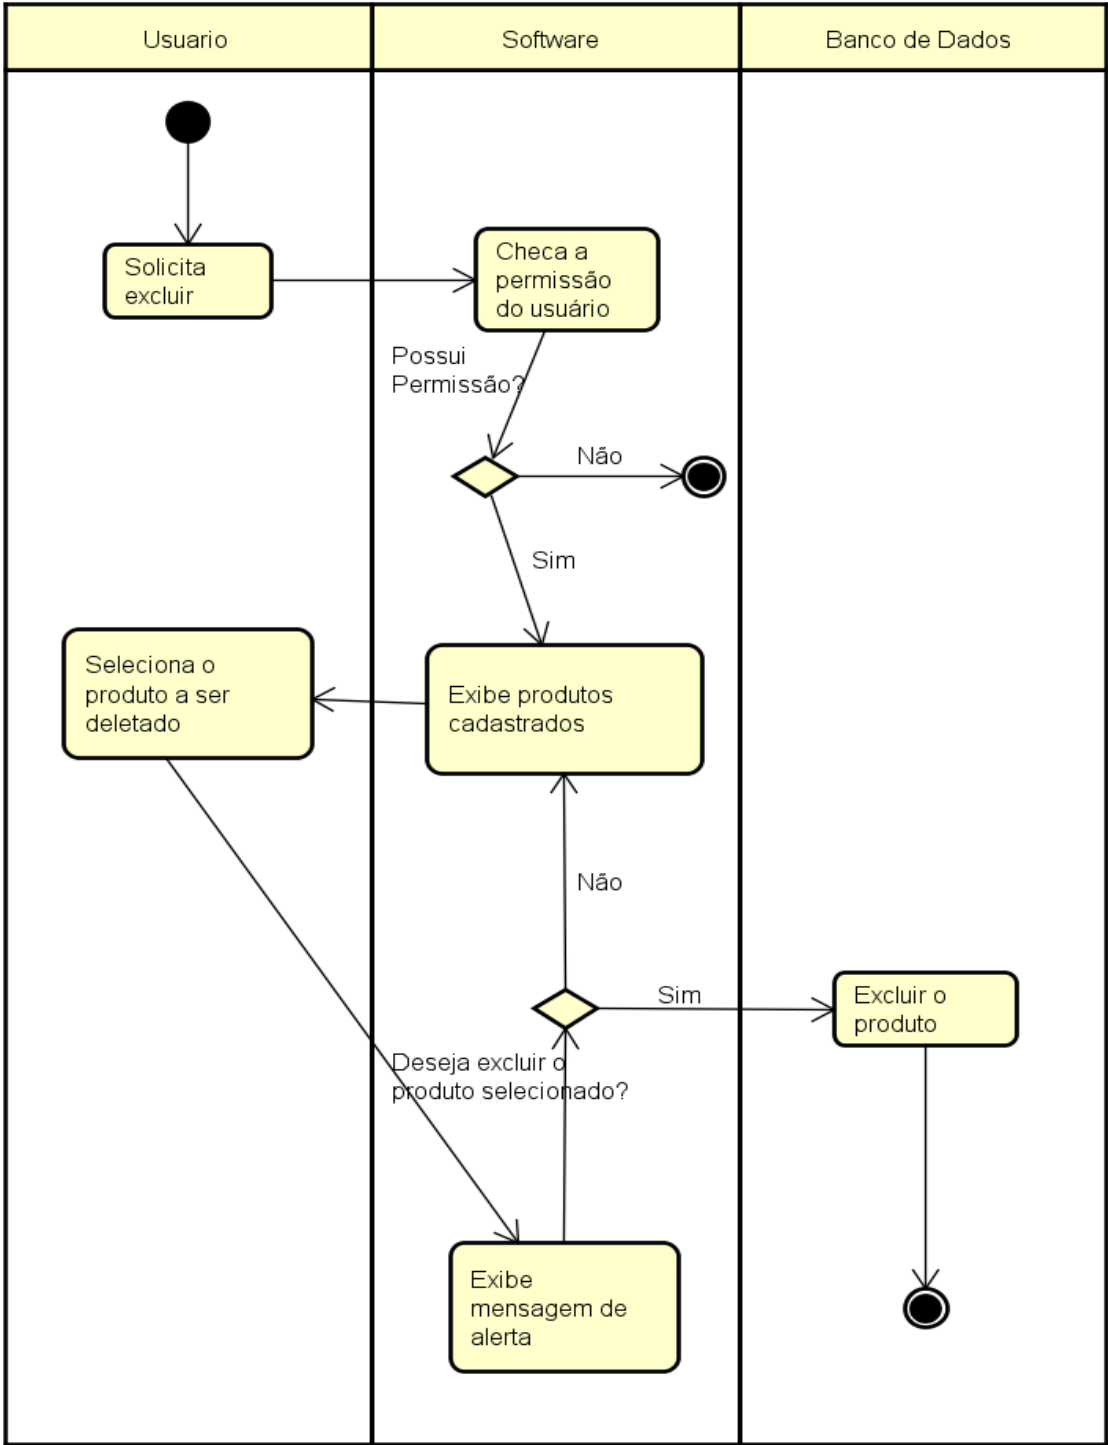 Usuario
Software
Banco de Dados
Solicita
excluir
Checa a
permissão
do usuário
Possui
Permissão?
Não
Sim
Seleciona o
produto a ser
deletado
Exibe produtos
cadastrados
Não
Sim
Excluir o
produto
Deseja excluir o
produto selecionado?
Exibe
mensagem de
alerta